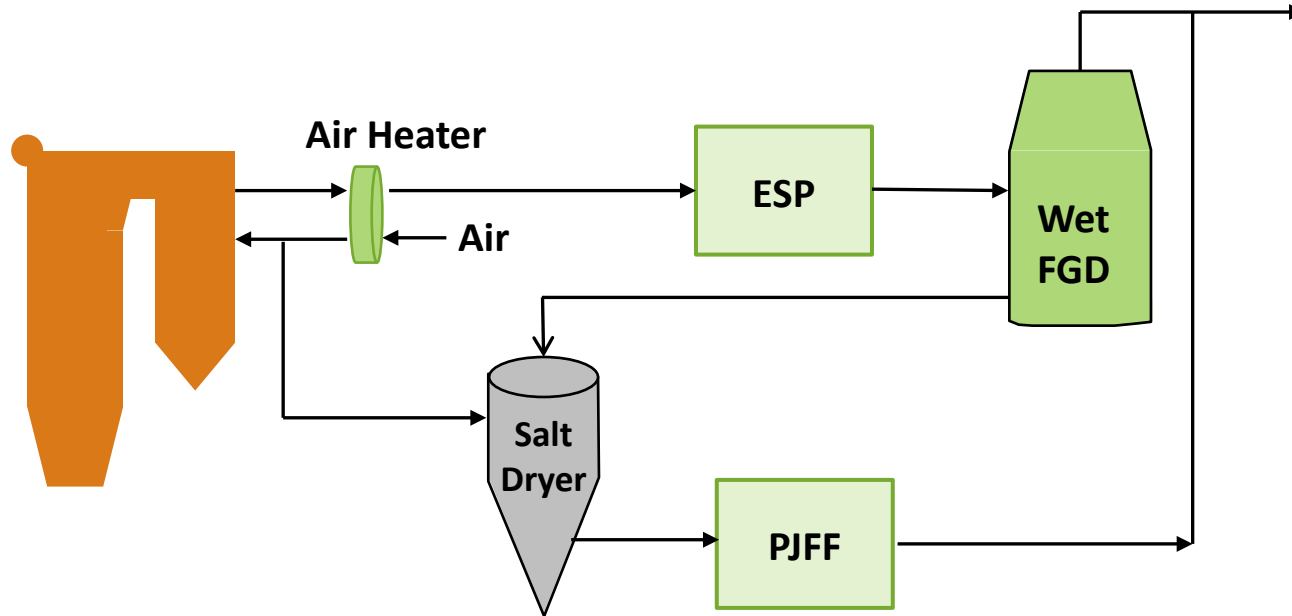 Air Heater
ESP
Air
Wet
FGD
Salt
Dryer
PJFF